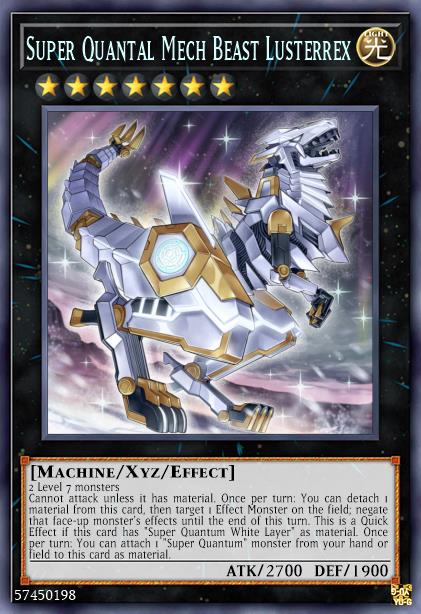 Super Quantal Mech Beast Lusterrex
LIGHT
光
[Machine/Xyz/Effect]
2 Level 7 monsters
Cannot attack unless it has material. Once per turn: You can detach 1
material from this card, then target 1 Effect Monster on the field; negate
that face-up monster's effects until the end of this turn. This is a Quick
Effect if this card has "Super Quantum White Layer" as material. Once
per turn: You can attach 1 "Super Quantum" monster from your hand or
field to this card as material.
ATK/2700 DEF/1900
57450198